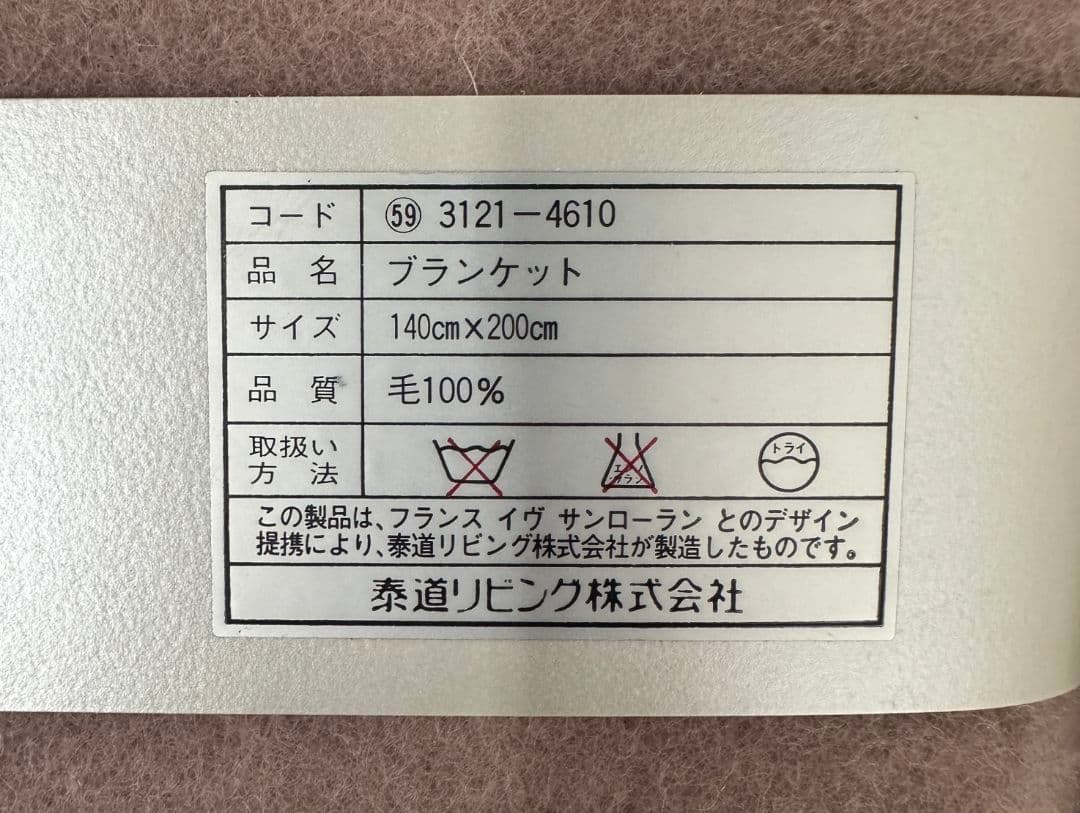 コード ㊾ 3121-4610
品名 ブランケット
サイズ 140cm×200cm
品質 毛100%
取扱い
方法
エンソ
サラシ
ドライ
この製品は、フランス イヴ サンローラン とのデザイン
提携により、泰道リビング株式会社が製造したものです。
泰道リビング株式会社